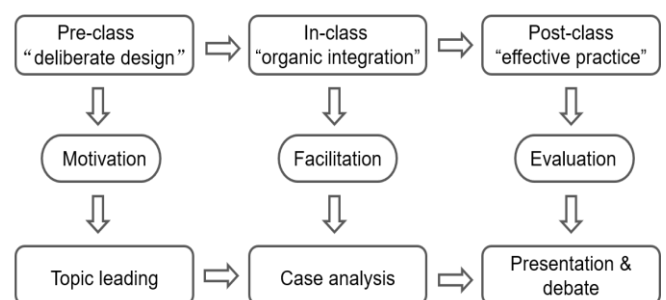 Pre-class
“deliberate design”
In-class
“organic integration”
Post-class
“effective practice”
Motivation
Facilitation
Evaluation
Topic leading
Case analysis
Presentation &
debate